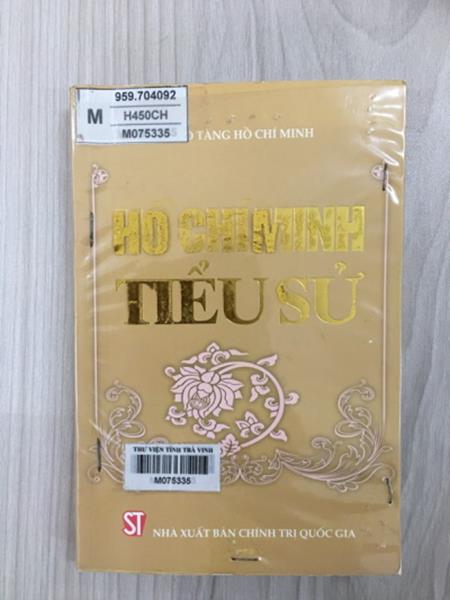 959.704092
M
H450CH
M075335
TÀNG HỒ CHÍ MINH
HỒ CHÍ MINH
TIỂU SỬ
THƯ VIỆN TỈNH TRÀ VINH
M075335
ST
NHÀ XUẤT BẢN CHÍNH TRỊ QUỐC GIA